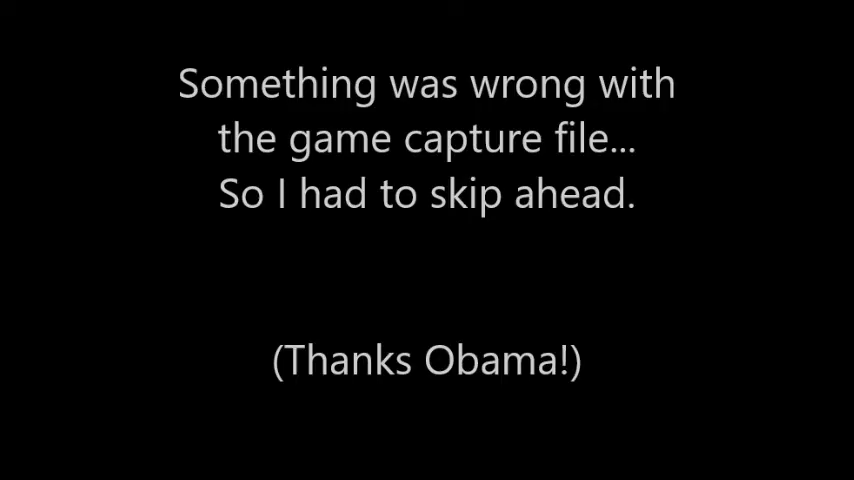 Something was wrong with
the game capture file...
So I had to skip ahead.
(Thanks Obama!)